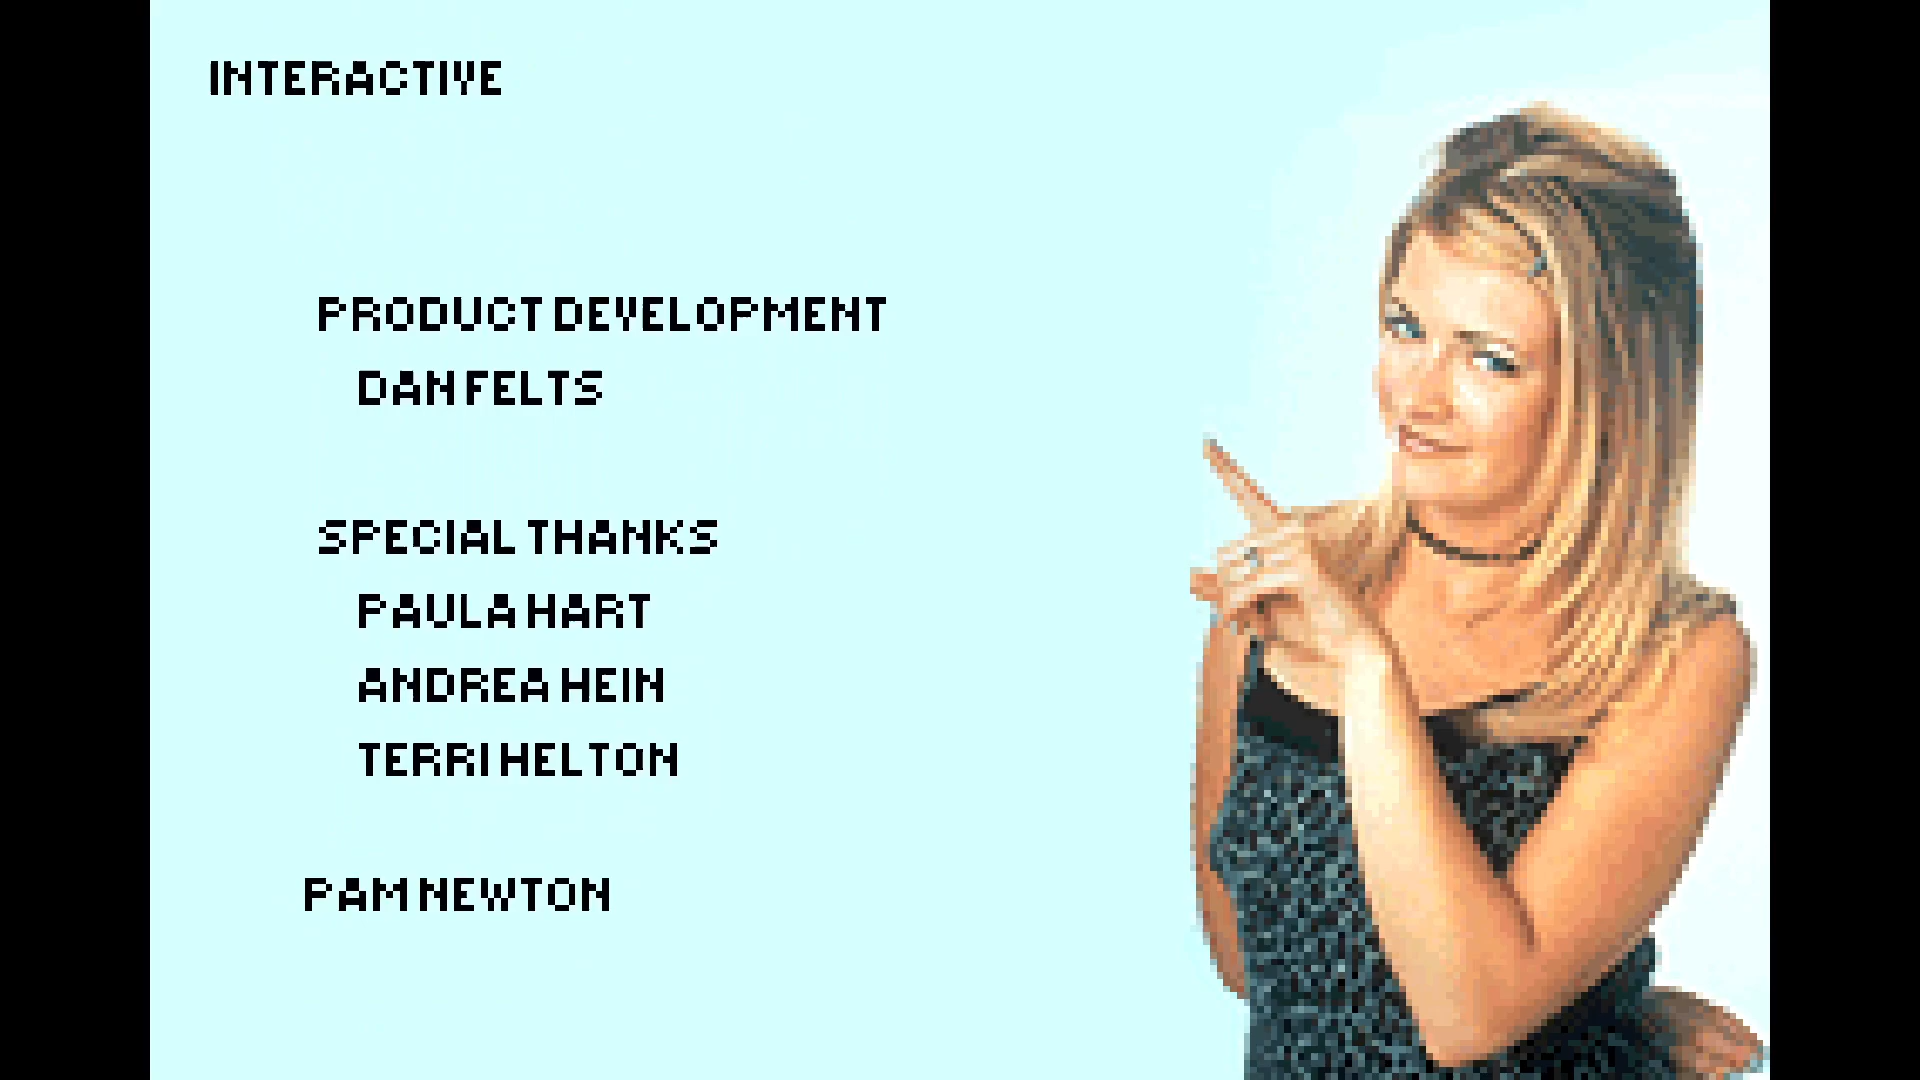 INTERACTIVE
PRODUCT DEVELOPMENT
DAN FELTS
SPECIAL THANKS
PAULA HART
ANDREA HEIN
TERRI HELTON
PAM NEWTON